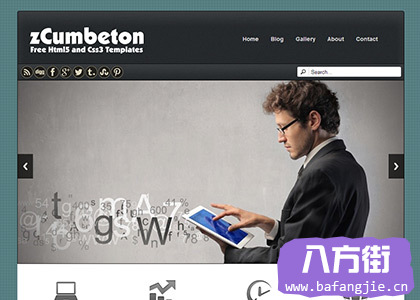 zCumbeton
Free Html5 and Css3 Templates
Home Blog Gallery About Contact
Search...
八方街
www.bafangjie.cn